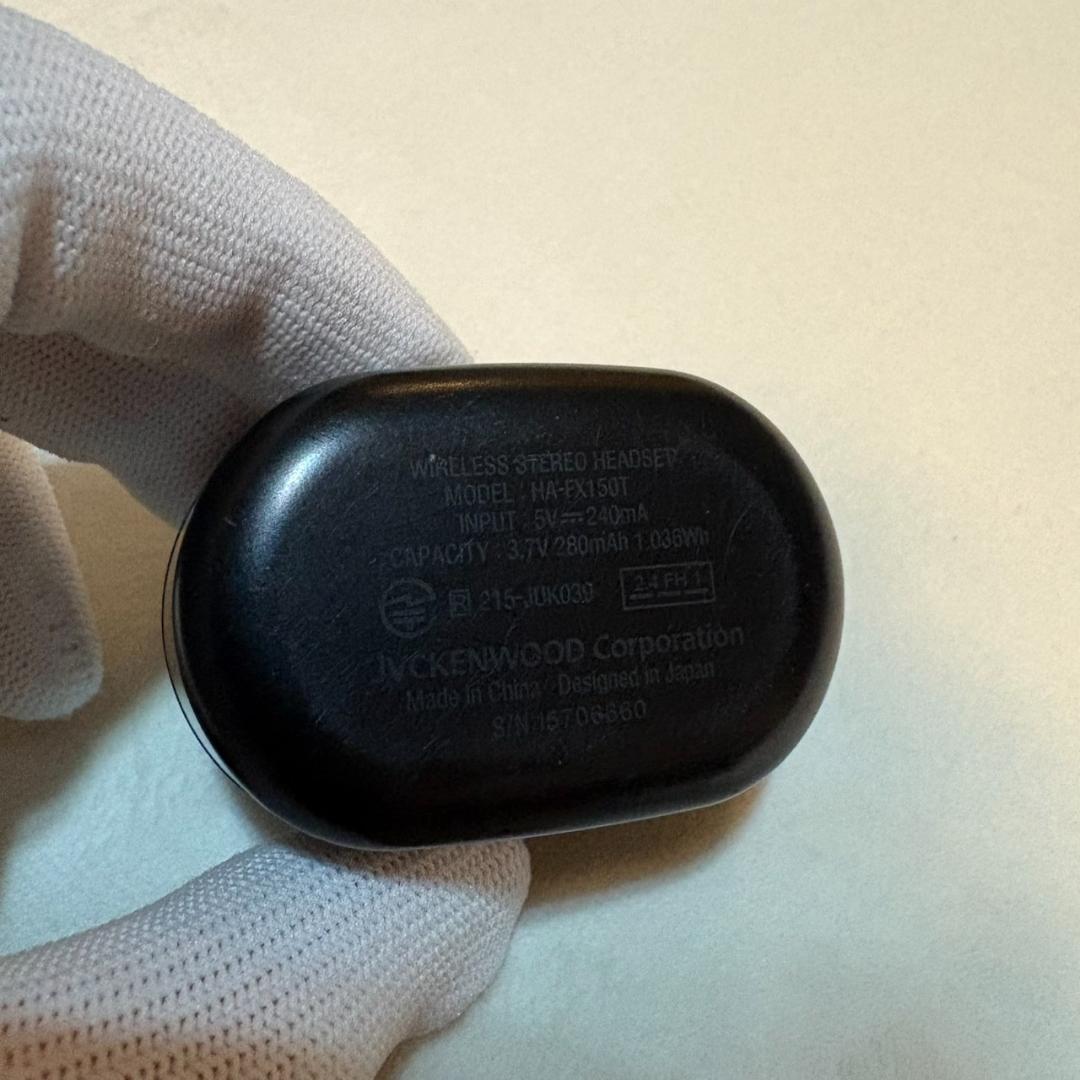 WIRELESS STEREO HEADSET
MODEL : HA-FX150T
INPUT : 5V⎓240mA
CAPACITY : 3.7V 280mAh 1.036Wh
R 215-JUK039 2.4 FH 1
JVCKENWOOD Corporation
Made in China Designed in Japan
S/N 15706660